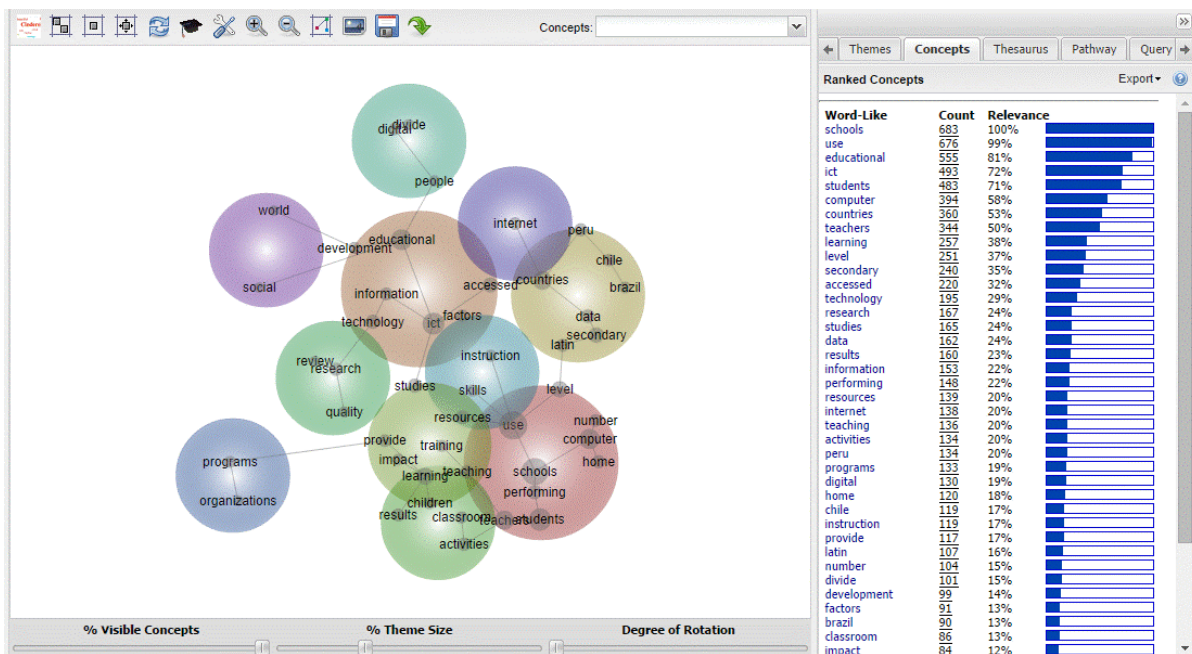 Concepts:
Themes Concepts Thesaurus Pathway Query
Ranked Concepts Export
Word-Like Count Relevance
schools 683 100%
use 676 99%
educational 555 81%
ict 493 72%
students 483 71%
computer 394 58%
countries 360 53%
teachers 344 50%
learning 257 38%
level 251 37%
secondary 240 35%
accessed 220 32%
technology 195 29%
research 167 24%
studies 165 24%
data 162 24%
results 160 23%
information 153 22%
performing 148 22%
resources 139 20%
internet 138 20%
teaching 136 20%
activities 134 20%
peru 134 20%
programs 133 19%
digital 130 19%
home 120 18%
chile 119 17%
instruction 119 17%
provide 117 17%
latin 107 16%
number 104 15%
divide 101 15%
development 99 14%
factors 91 13%
brazil 90 13%
classroom 86 13%
impact 84 12%
divide
digital
people
world
internet
peru
educational
development
chile
social
information
accessed
countries
brazil
technology
ict
factors
data
secondary
latin
instruction
review
research
studies
skills
level
quality
resources
use
number
provide
training
computer
programs
impact
learning
teaching
schools
home
organizations
performing
children
results
classroom
teachers
students
activities
% Visible Concepts % Theme Size Degree of Rotation